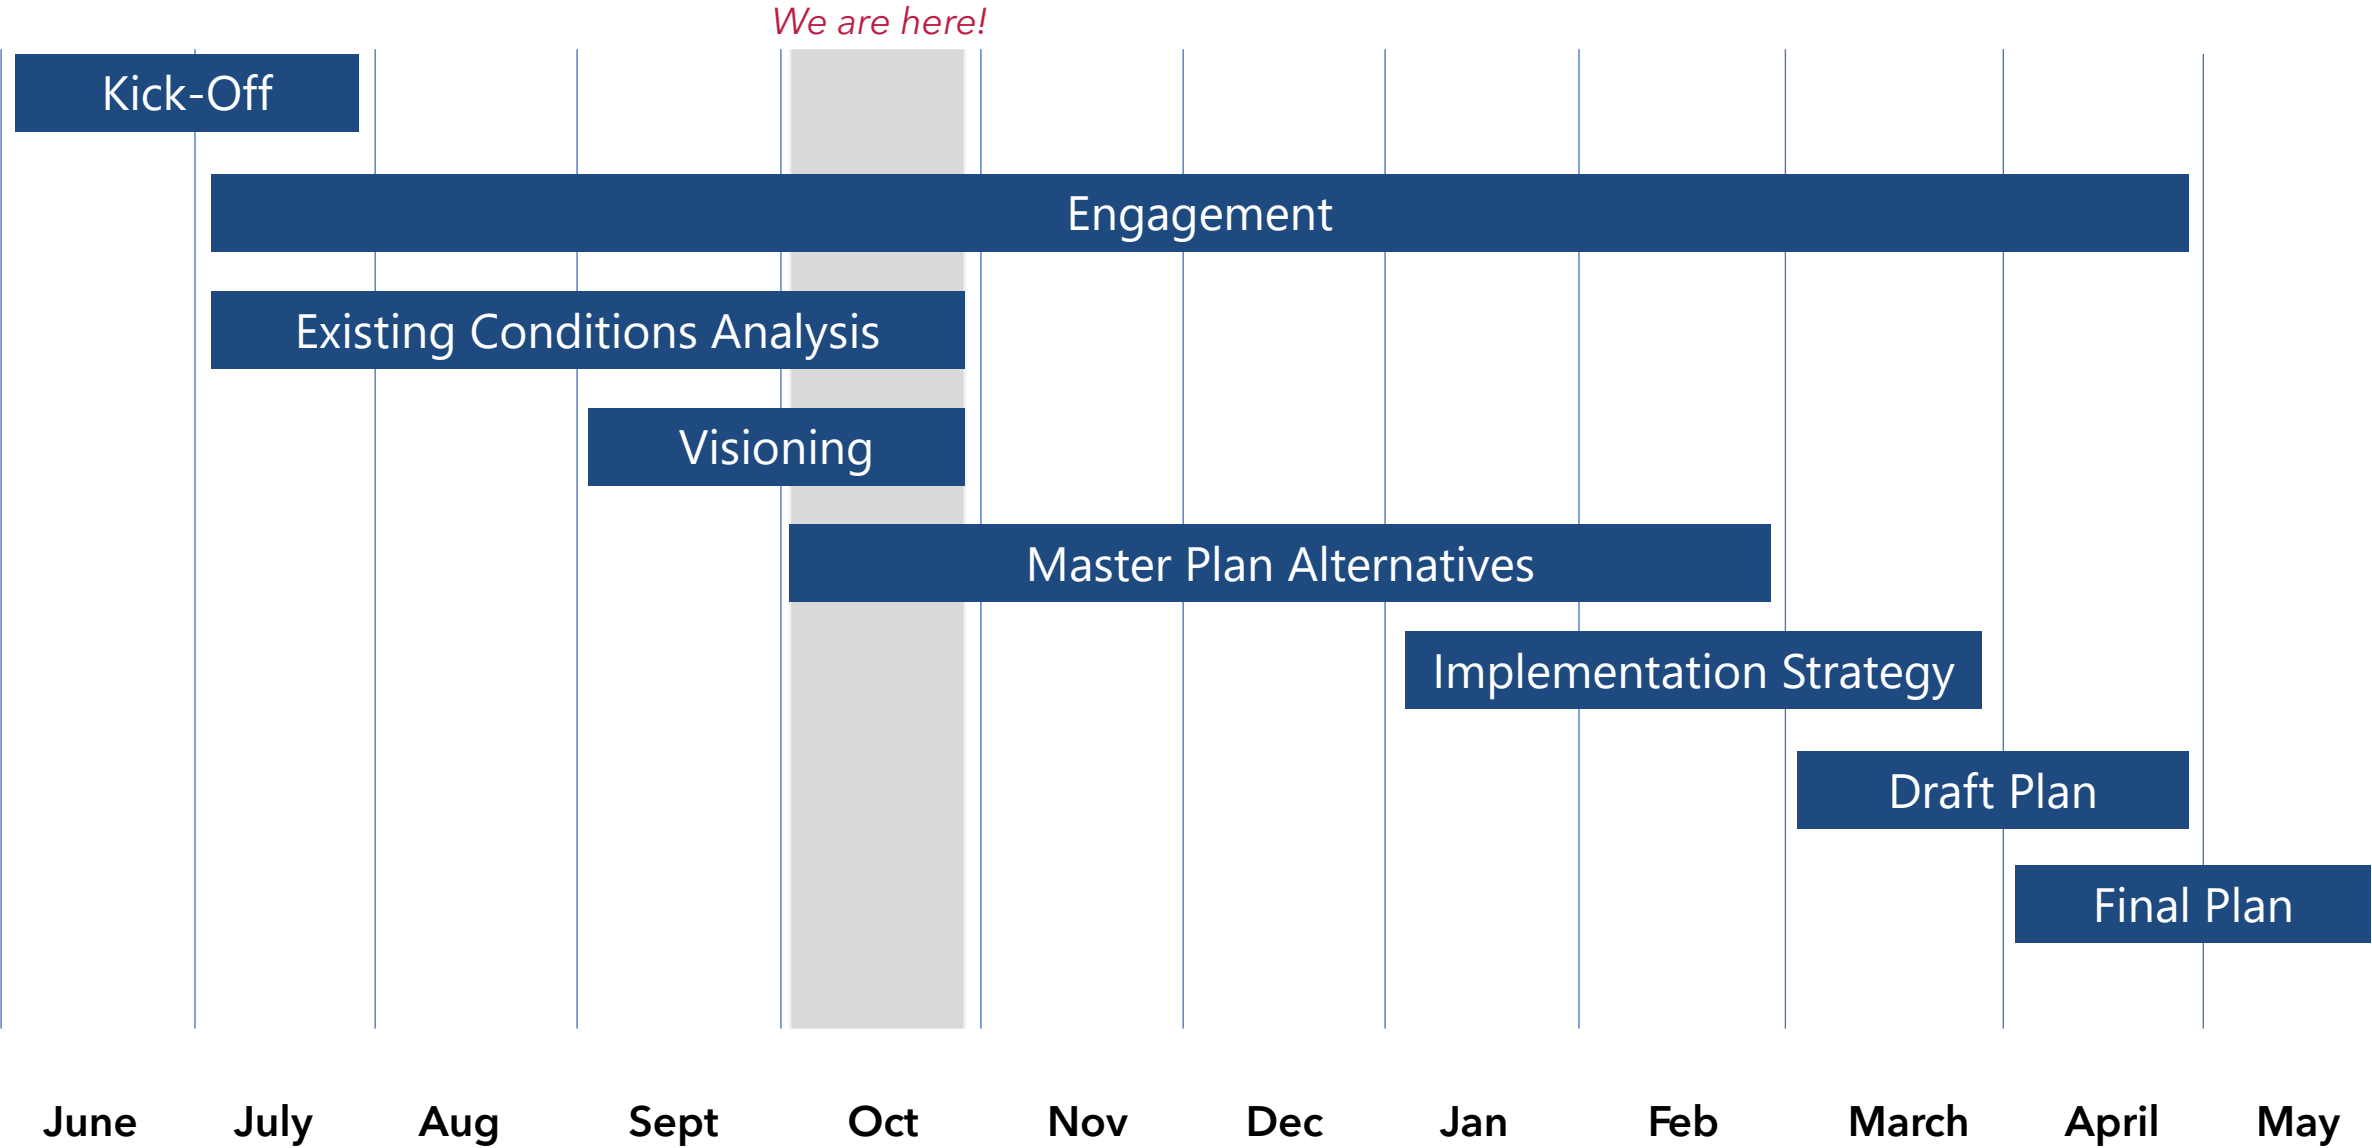 We are here!
Kick-Off
Engagement
Existing Conditions Analysis
Visioning
Master Plan Alternatives
Implementation Strategy
Draft Plan
Final Plan
June July Aug Sept Oct Nov Dec Jan Feb March April May